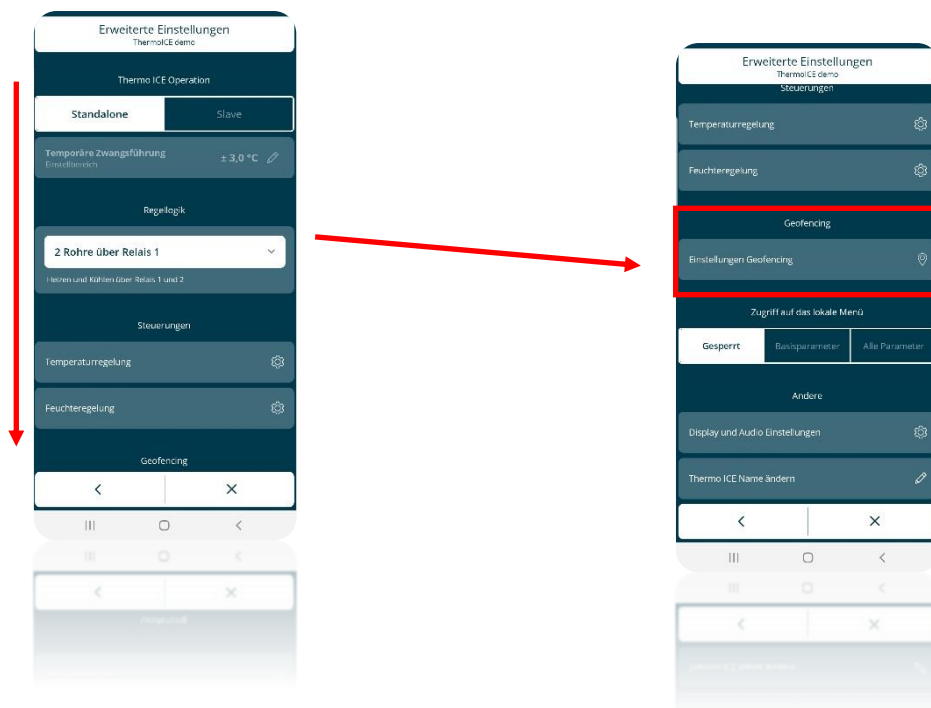 Erweiterte Einstellungen
ThermoICE demo
Thermo ICE Operation
Standalone
Slave
Temporäre Zwangsführung
Einstellbereich
± 3,0 °C
Regellogik
2 Rohre über Relais 1
Heizen und Kühlen über Relais 1 und 2
Steuerungen
Temperaturregelung
Feuchteregelung
Geofencing
Erweiterte Einstellungen
ThermoICE demo
Steuerungen
Temperaturregelung
Feuchteregelung
Geofencing
Einstellungen Geofencing
Zugriff auf das lokale Menü
Gesperrt
Basisparameter
Alle Parameter
Andere
Display und Audio Einstellungen
Thermo ICE Name ändern